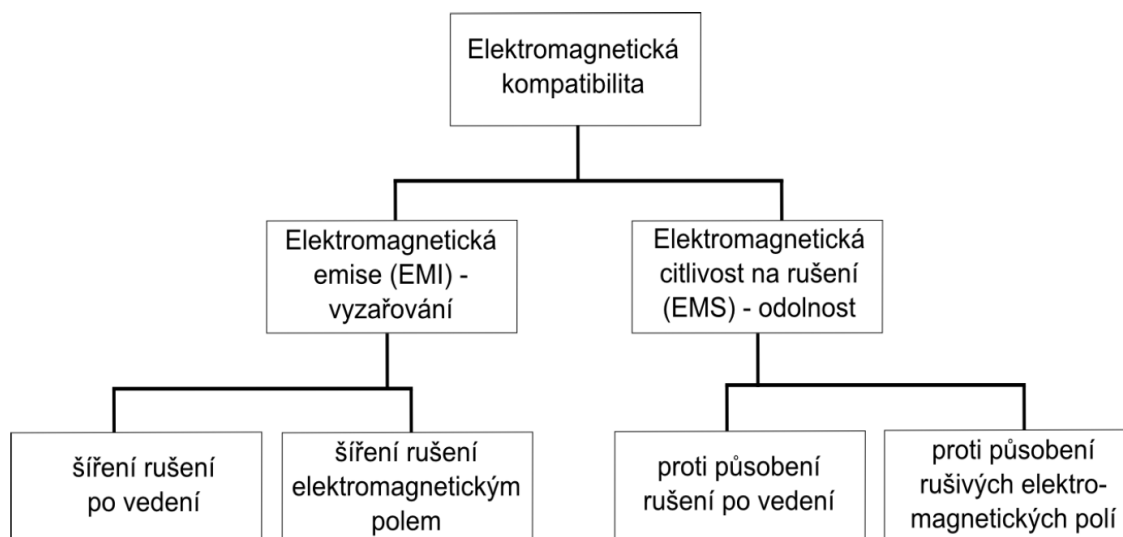 Elektromagnetická
kompatibilita
Elektromagnetická
emise (EMI) -
vyzařování
Elektromagnetická
citlivost na rušení
(EMS) - odolnost
šíření rušení
po vedení
šíření rušení
elektromagnetickým
polem
proti působení
rušení po vedení
proti působení
rušivých elektro-
magnetických polí